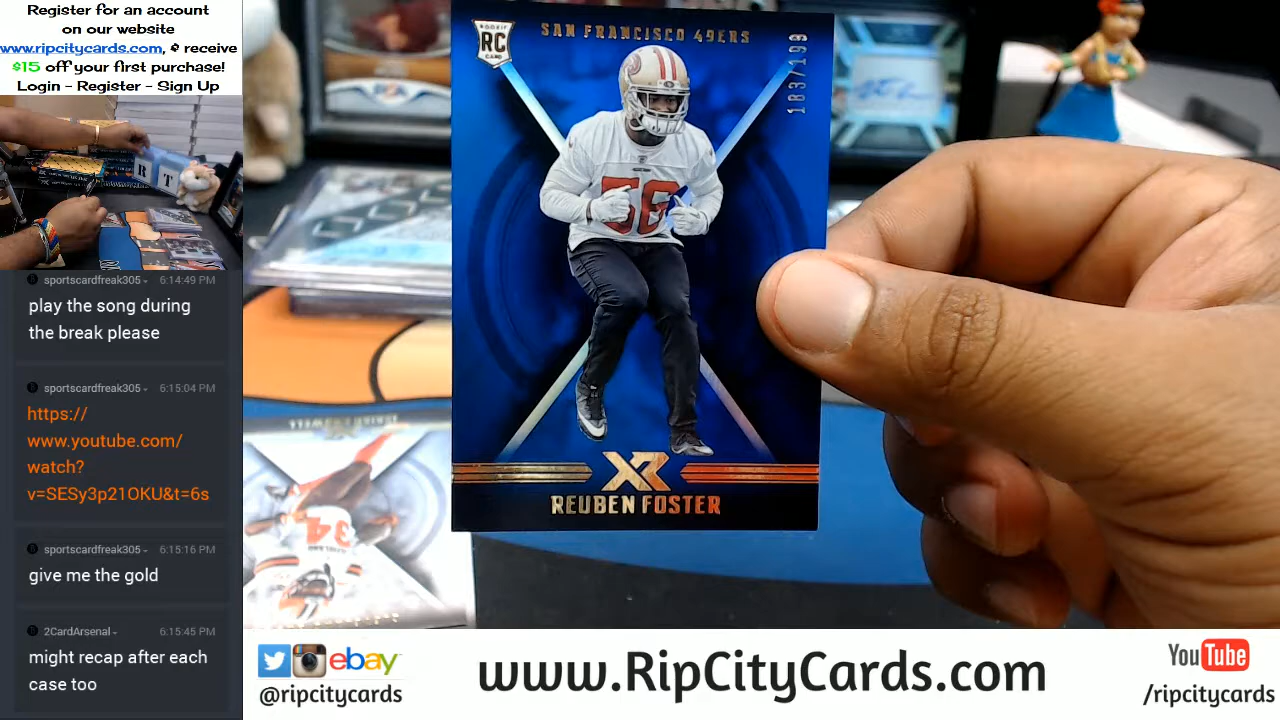 Register for an account
on our website
www.ripcitycards.com, & receive
$15 off your first purchase!
Login - Register - Sign Up
R T
sportscardfreak305 6:14:49 PM
play the song during
the break please
sportscardfreak305 6:15:04 PM
https://
www.youtube.com/
watch?
v=SESy3p21OKU&t=6s
sportscardfreak305 6:15:16 PM
give me the gold
2CardArsenal 6:15:45 PM
might recap after each
case too
ROOKIE
RC
CARD
SAN FRANCISCO 49ERS
183/199
56
XR
REUBEN FOSTER
34
ebay
@ripcitycards
www.RipCityCards.com
YouTube
/ripcitycards